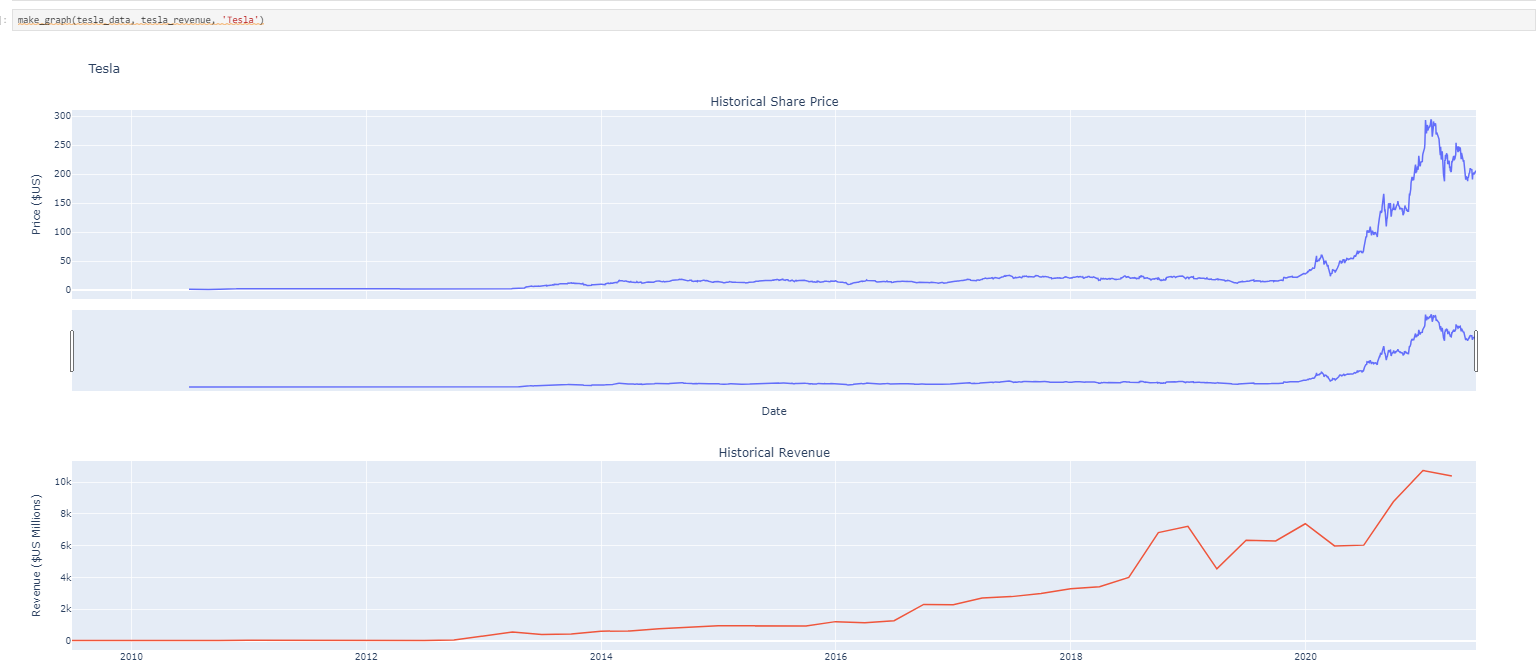 ]:
make_graph(tesla_data, tesla_revenue, 'Tesla')
Tesla
Historical Share Price
300
250
200
150
100
50
0
Price ($US)
Date
Historical Revenue
10k
8k
6k
4k
2k
0
Revenue ($US Millions)
2010 2012 2014 2016 2018 2020